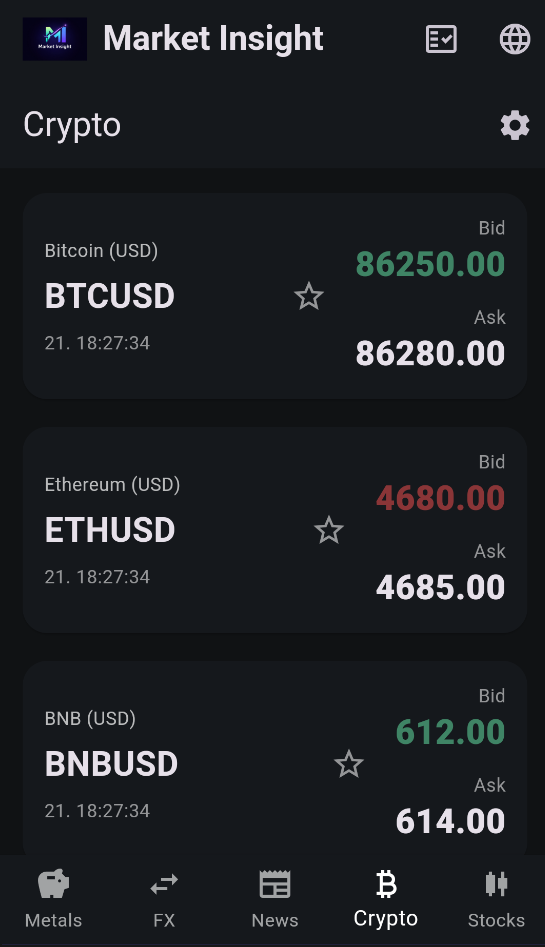 Market Insight
Market Insight
Crypto
Bitcoin (USD)
BTCUSD
21. 18:27:34
Bid
86250.00
Ask
86280.00
Ethereum (USD)
ETHUSD
21. 18:27:34
Bid
4680.00
Ask
4685.00
BNB (USD)
BNBUSD
21. 18:27:34
Bid
612.00
Ask
614.00
Metals
FX
News
Crypto
Stocks